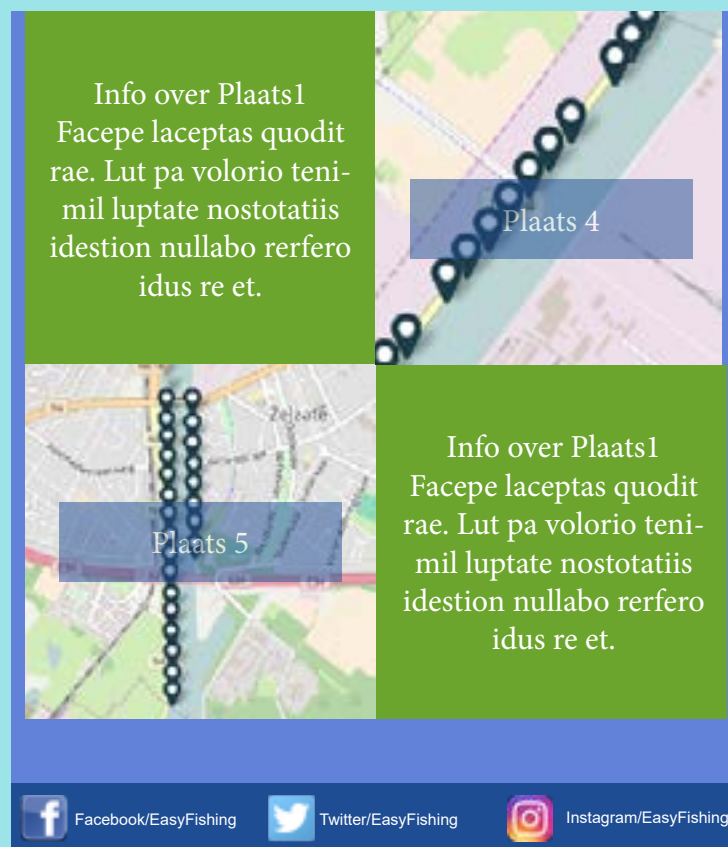 Info over Plaats1
Facepe laceptas quodit
rae. Lut pa volorio teni-
mil luptate nostotatiis
idestion nullabo rerfero
idus re et.
Plaats 4
Zelzate
Plaats 5
Info over Plaats1
Facepe laceptas quodit
rae. Lut pa volorio teni-
mil luptate nostotatiis
idestion nullabo rerfero
idus re et.
Facebook/EasyFishing
Twitter/EasyFishing
Instagram/EasyFishing